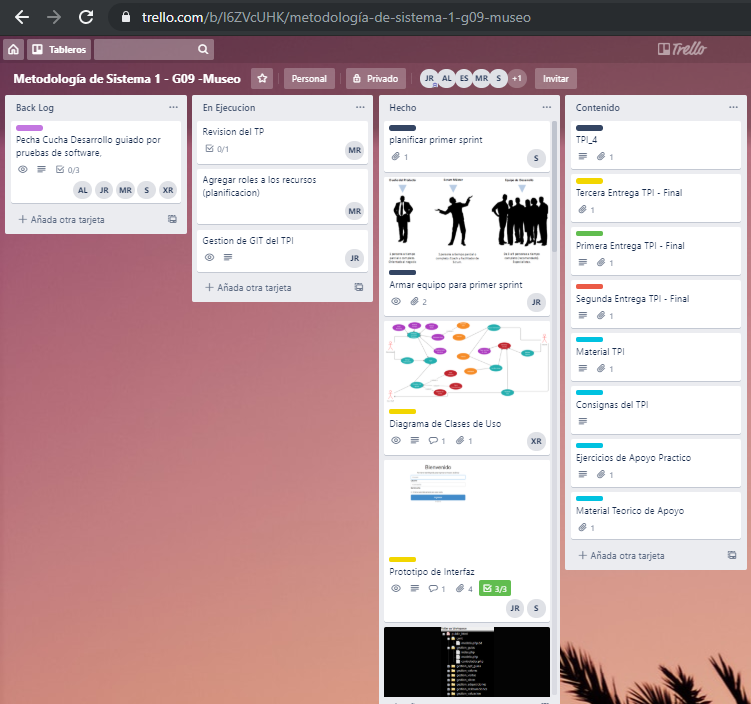 trello.com/b/I6ZVcUHK/metodología-de-sistema-1-g09-museo
Tableros
Trello
Metodología de Sistema 1 - G09 -Museo
Personal
Privado
JR AL ES MR S +1
Invitar
Back Log
Pecha Cucha Desarrollo guiado por
pruebas de software,
0/3
AL JR MR S XR
+ Añada otra tarjeta
En Ejecucion
Revision del TP
0/1
MR
Agregar roles a los recursos
(planificacion)
MR
Gestion de GIT del TPI
JR
+ Añada otra tarjeta
Hecho
planificar primer sprint
1
S
Armar equipo para primer sprint
2
JR
Diagrama de Clases de Uso
1 1
XR
Bienvenido
Prototipo de Interfaz
1 4 3/3
JR S
Contenido
TPI_4
1
Tercera Entrega TPI - Final
1
Primera Entrega TPI - Final
1
Segunda Entrega TPI - Final
1
Material TPI
1
Consignas del TPI
Ejercicios de Apoyo Practico
1
Material Teorico de Apoyo
1
+ Añada otra tarjeta